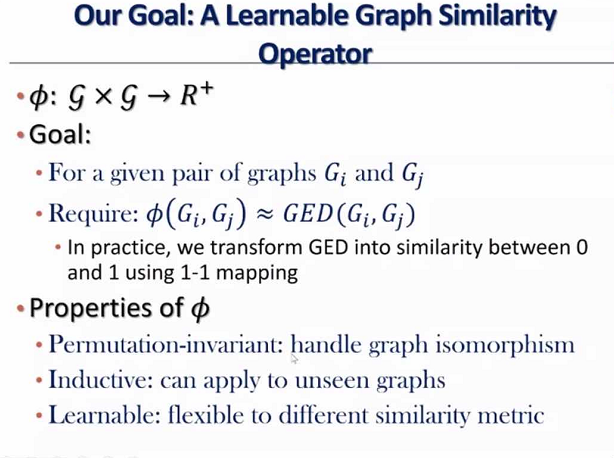 Our Goal: A Learnable Graph Similarity
Operator
• ϕ: 𝒢 × 𝒢 → R⁺
• Goal:
• For a given pair of graphs Gᵢ and Gⱼ
• Require: ϕ(Gᵢ, Gⱼ) ≈ GED(Gᵢ, Gⱼ)
• In practice, we transform GED into similarity between 0
and 1 using 1-1 mapping
• Properties of ϕ
• Permutation-invariant: handle graph isomorphism
• Inductive: can apply to unseen graphs
• Learnable: flexible to different similarity metric